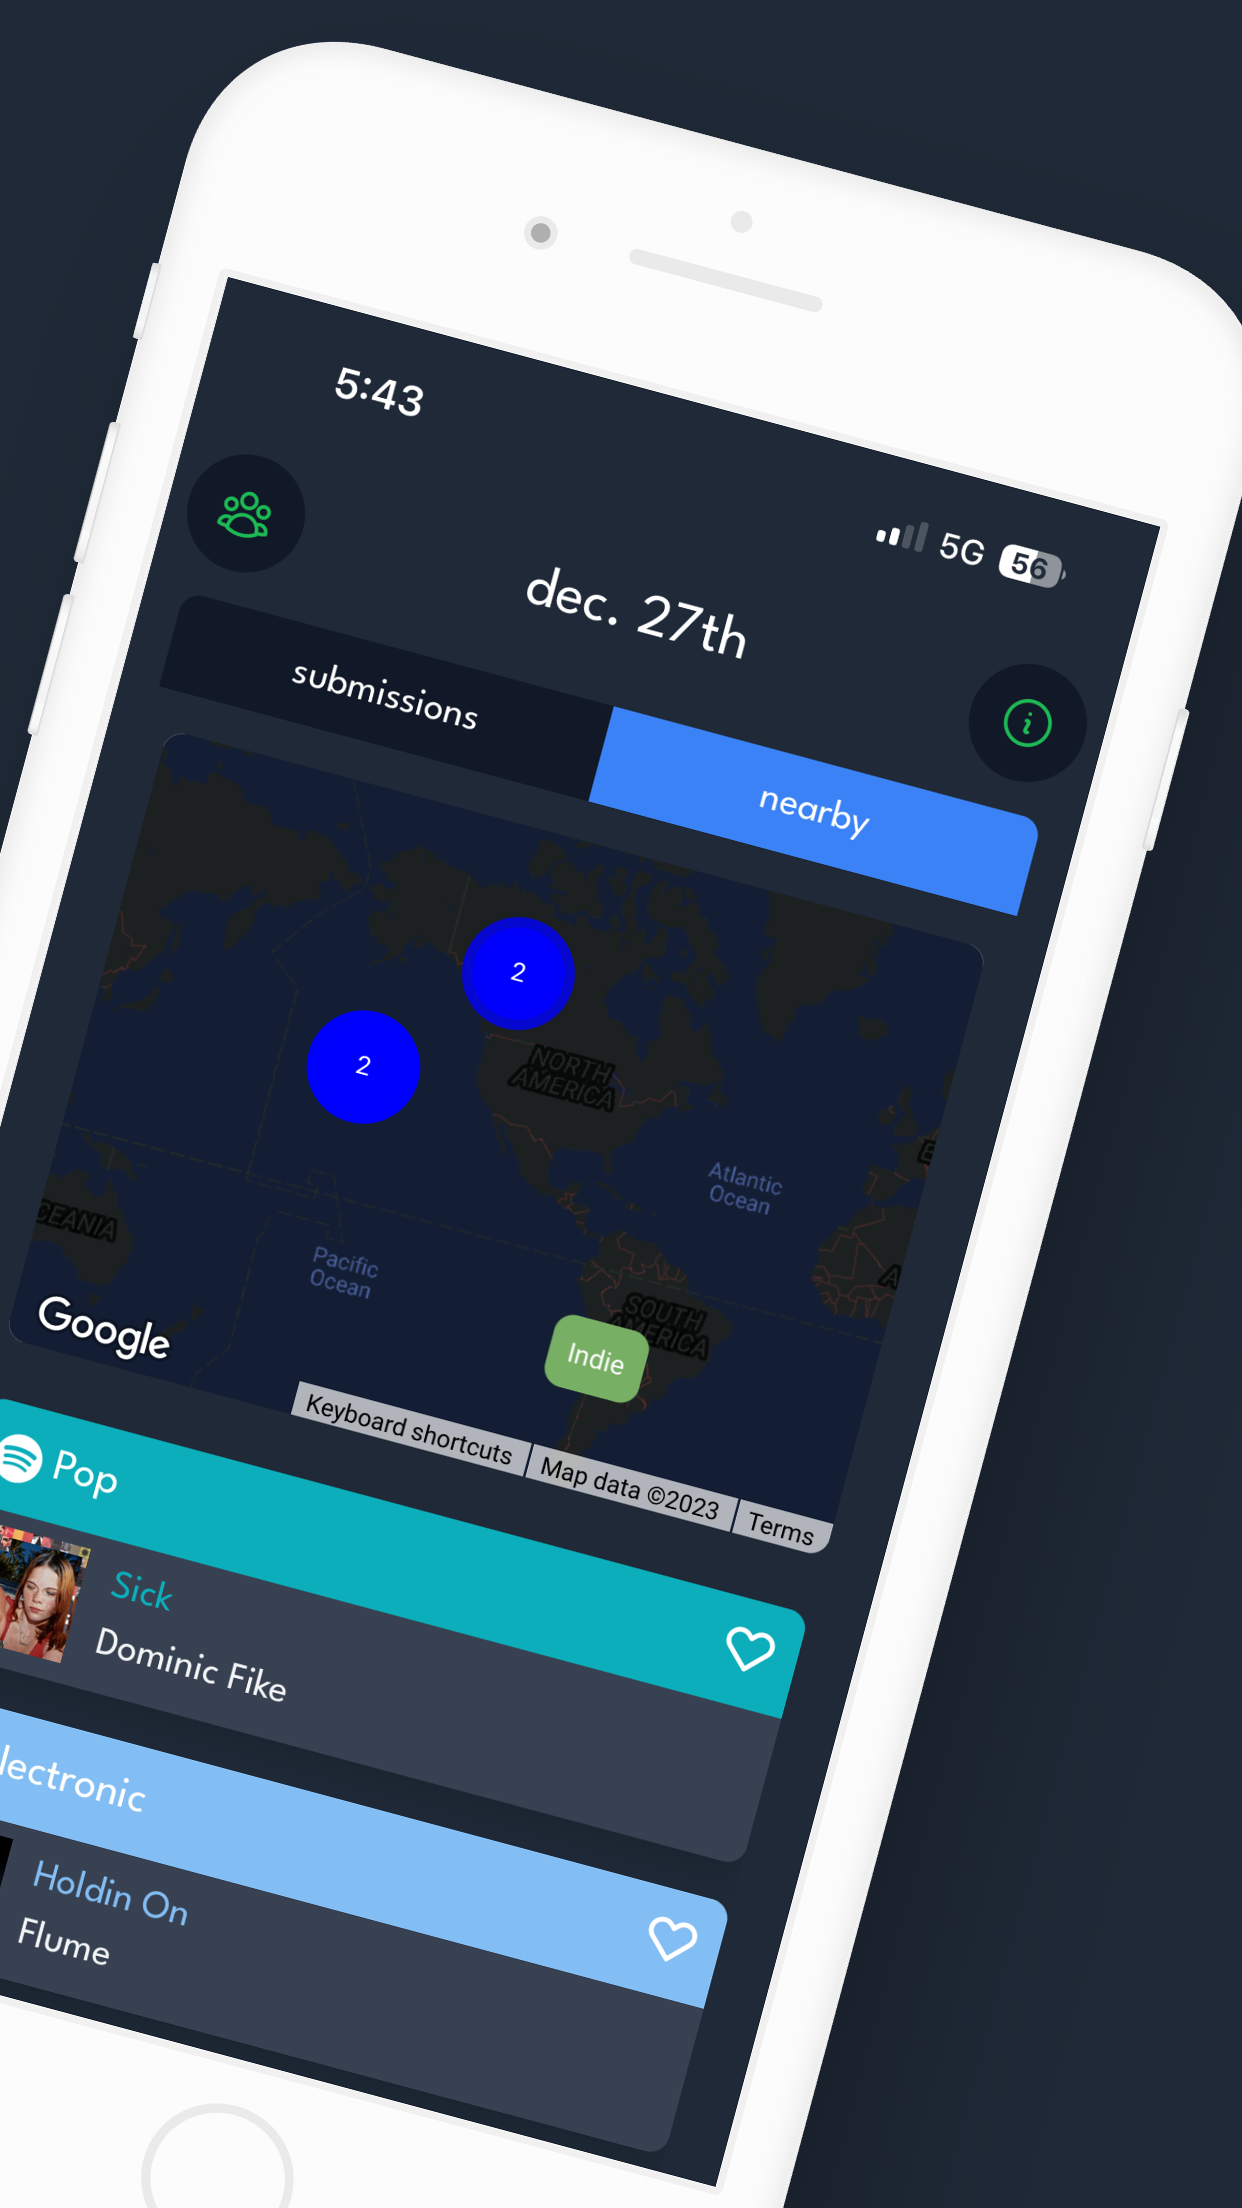 5:43
5G 56
dec. 27th
submissions
nearby
2
2
NORTH
AMERICA
Atlantic
Ocean
CEANIA
Pacific
Ocean
SOUTH
AMERICA
Indie
Google
Keyboard shortcuts
Map data ©2023
Terms
Pop
Sick
Dominic Fike
lectronic
Holdin On
Flume